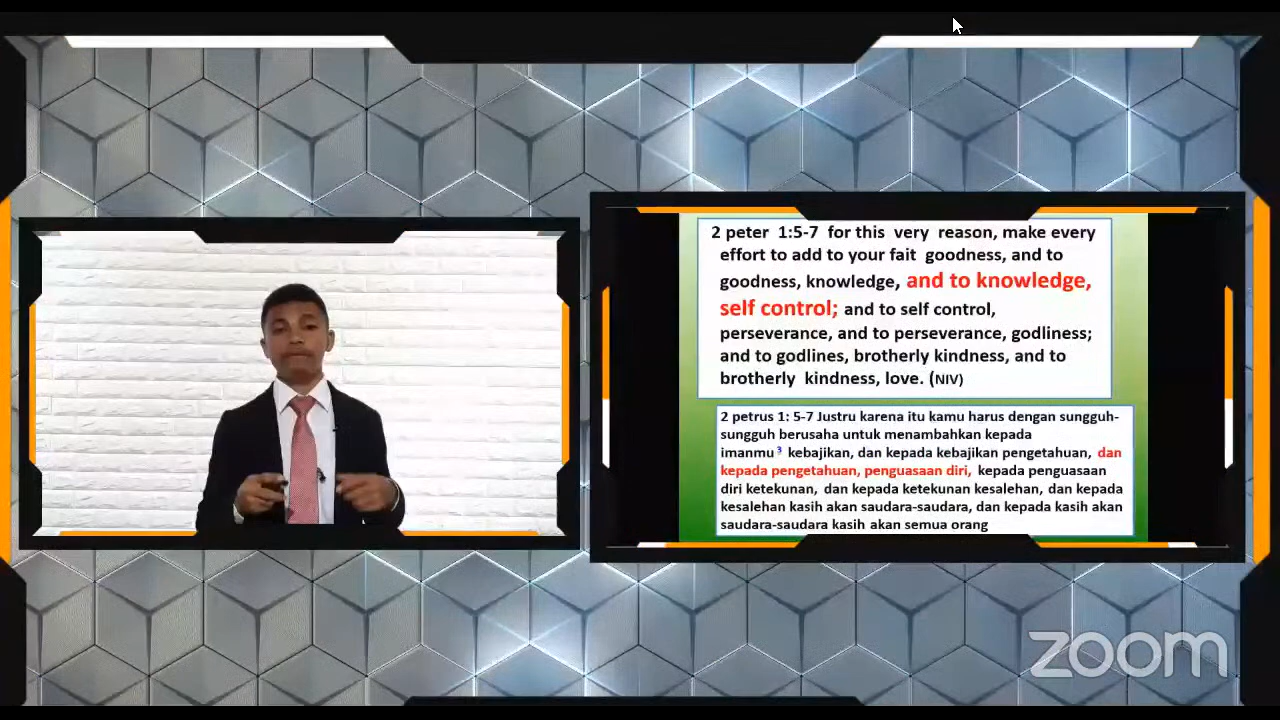 2 peter 1:5-7 for this very reason, make every
effort to add to your fait goodness, and to
goodness, knowledge, and to knowledge,
self control; and to self control,
perseverance, and to perseverance, godliness;
and to godlines, brotherly kindness, and to
brotherly kindness, love. (NIV)
2 petrus 1: 5-7 Justru karena itu kamu harus dengan sungguh-
sungguh berusaha untuk menambahkan kepada
imanmu 3 kebajikan, dan kepada kebajikan pengetahuan, dan
kepada pengetahuan, penguasaan diri, kepada penguasaan
diri ketekunan, dan kepada ketekunan kesalehan, dan kepada
kesalehan kasih akan saudara-saudara, dan kepada kasih akan
saudara-saudara kasih akan semua orang
zoom